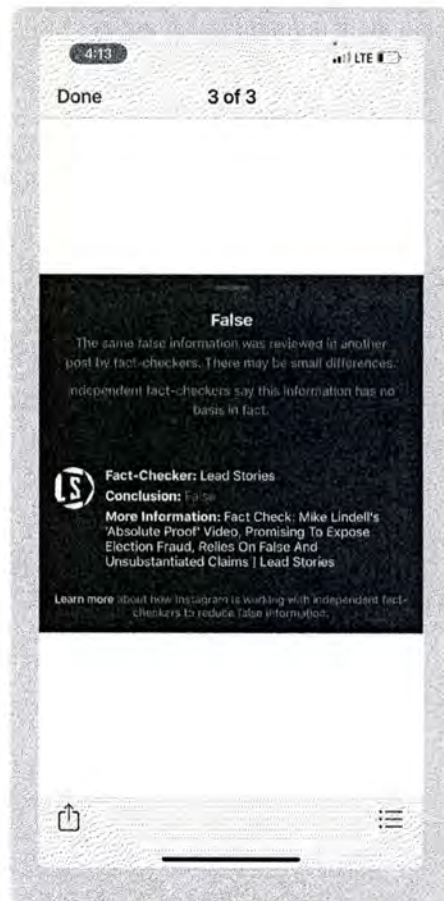 4:13
LTE
Done
3 of 3
False
The same false information was reviewed in another
post by fact-checkers. There may be small differences.
Independent fact-checkers say this information has no
basis in fact.
LS
Fact-Checker: Lead Stories
Conclusion: False
More Information: Fact Check: Mike Lindell's
'Absolute Proof' Video, Promising To Expose
Election Fraud, Relies On False And
Unsubstantiated Claims | Lead Stories
Learn more about how Instagram is working with independent fact-
checkers to reduce false information.